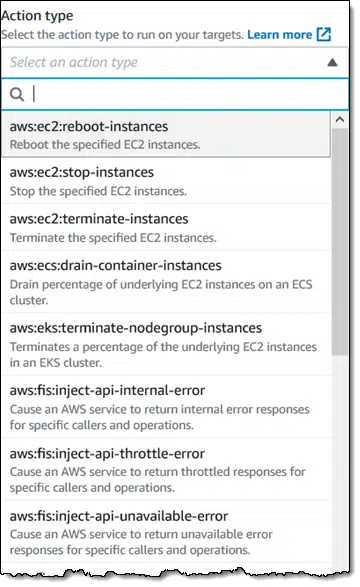 Action type
Select the action type to run on your targets. Learn more
Select an action type
aws:ec2:reboot-instances
Reboot the specified EC2 instances.
aws:ec2:stop-instances
Stop the specified EC2 instances.
aws:ec2:terminate-instances
Terminate the specified EC2 instances.
aws:ecs:drain-container-instances
Drain percentage of underlying EC2 instances on an ECS
cluster.
aws:eks:terminate-nodegroup-instances
Terminates a percentage of the underlying EC2 instances
in an EKS cluster.
aws:fis:inject-api-internal-error
Cause an AWS service to return internal error responses
for specific callers and operations.
aws:fis:inject-api-throttle-error
Cause an AWS service to return throttled responses for
specific callers and operations.
aws:fis:inject-api-unavailable-error
Cause an AWS service to return unavailable error
responses for specific callers and operations.